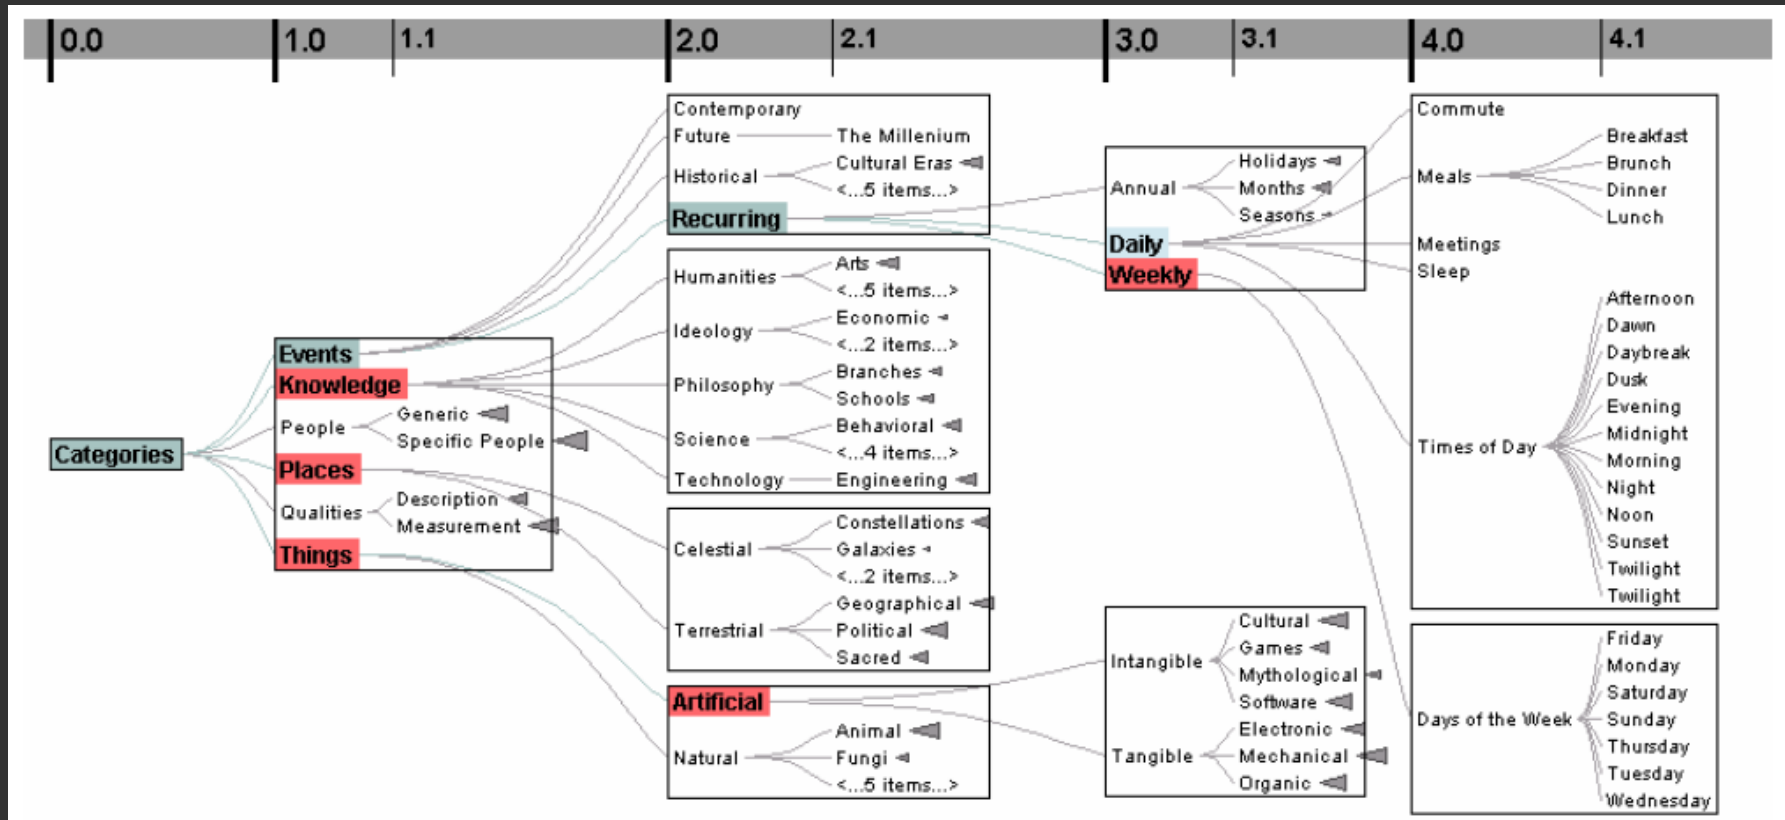 0.0
1.0
1.1
2.0
2.1
3.0
3.1
4.0
4.1
Categories
Events
Knowledge
People
Generic
Specific People
Places
Qualities
Description
Measurement
Things
Contemporary
Future
The Millenium
Historical
Cultural Eras
<...5 items...>
Recurring
Humanities
Arts
<...5 items...>
Ideology
Economic
<...2 items...>
Philosophy
Branches
Schools
Science
Behavioral
<...4 items...>
Technology
Engineering
Celestial
Constellations
Galaxies
<...2 items...>
Terrestrial
Geographical
Political
Sacred
Artificial
Natural
Animal
Fungi
<...5 items...>
Annual
Holidays
Months
Seasons
Daily
Weekly
Intangible
Cultural
Games
Mythological
Software
Tangible
Electronic
Mechanical
Organic
Commute
Meals
Breakfast
Brunch
Dinner
Lunch
Meetings
Sleep
Times of Day
Afternoon
Dawn
Daybreak
Dusk
Evening
Midnight
Morning
Night
Noon
Sunset
Twilight
Twilight
Days of the Week
Friday
Monday
Saturday
Sunday
Thursday
Tuesday
Wednesday